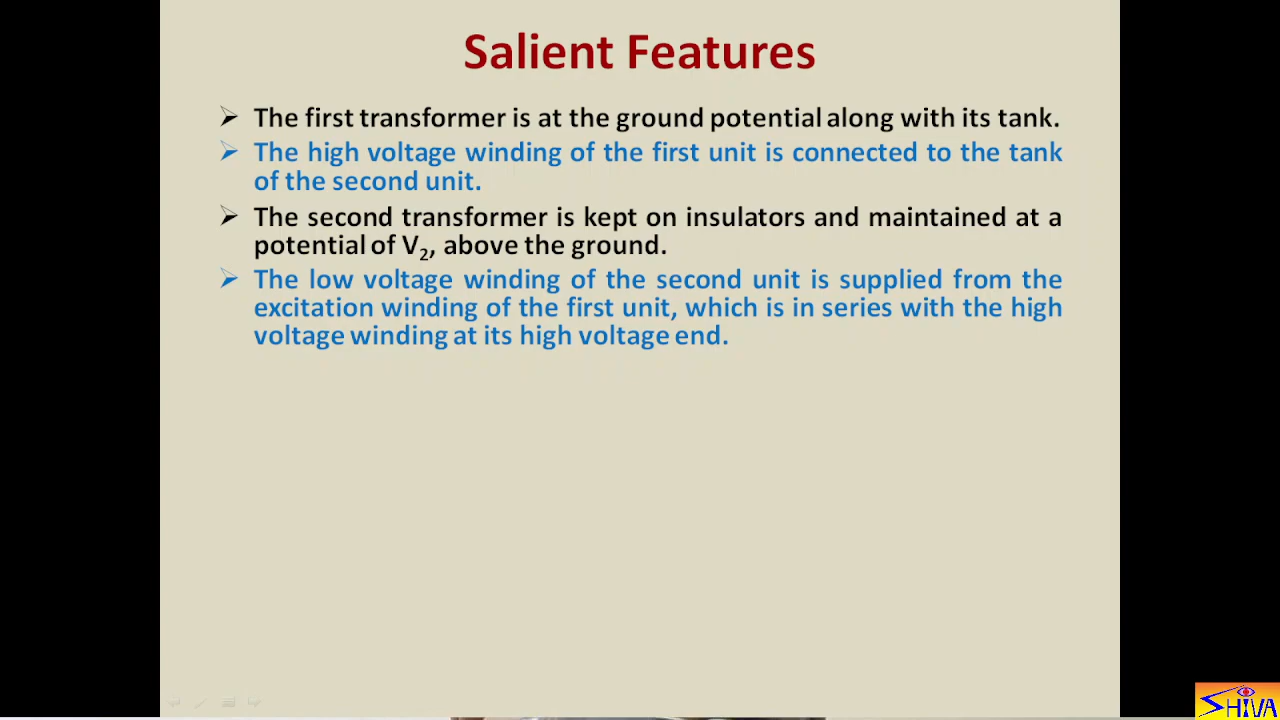 Salient Features
➢ The first transformer is at the ground potential along with its tank.
➢ The high voltage winding of the first unit is connected to the tank
of the second unit.
➢ The second transformer is kept on insulators and maintained at a
potential of V₂, above the ground.
➢ The low voltage winding of the second unit is supplied from the
excitation winding of the first unit, which is in series with the high
voltage winding at its high voltage end.
SHIVA